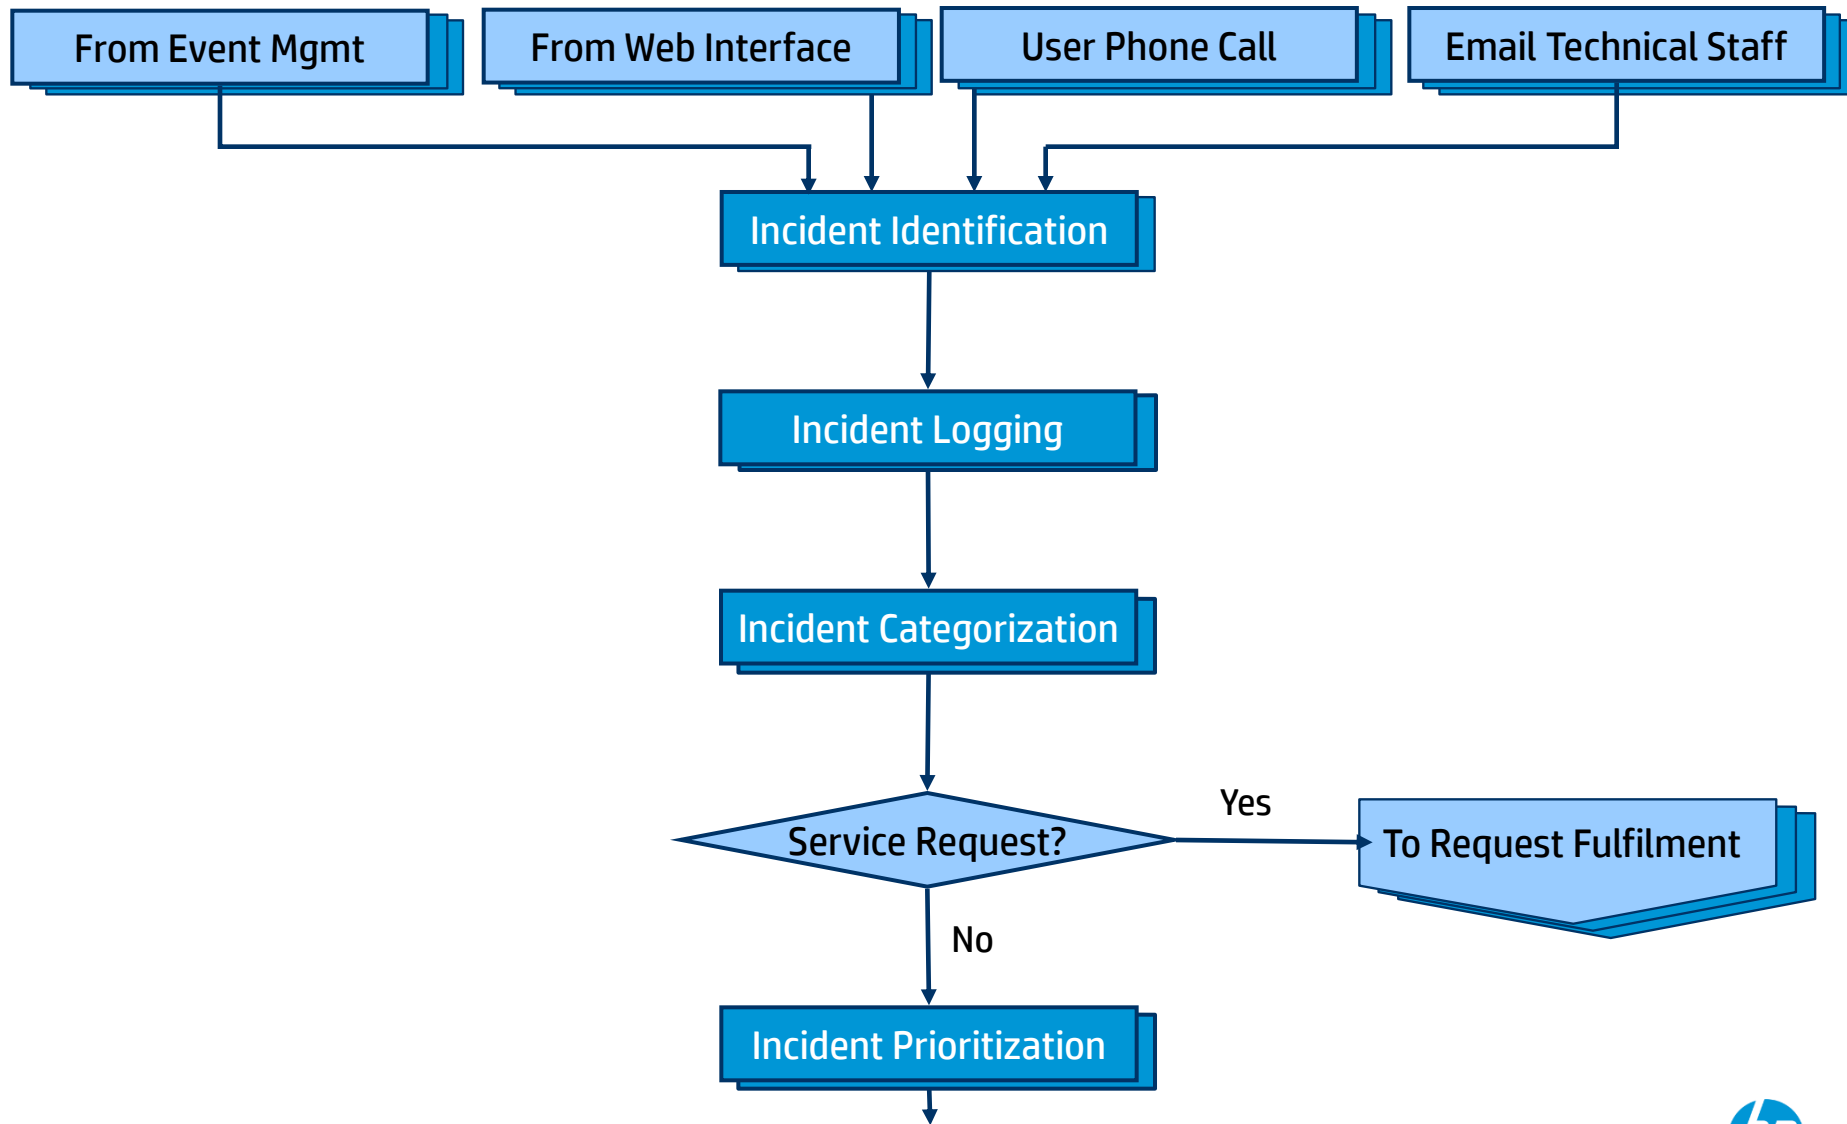 From Event Mgmt
From Web Interface
User Phone Call
Email Technical Staff
Incident Identification
Incident Logging
Incident Categorization
Service Request?
Yes
To Request Fulfilment
No
Incident Prioritization